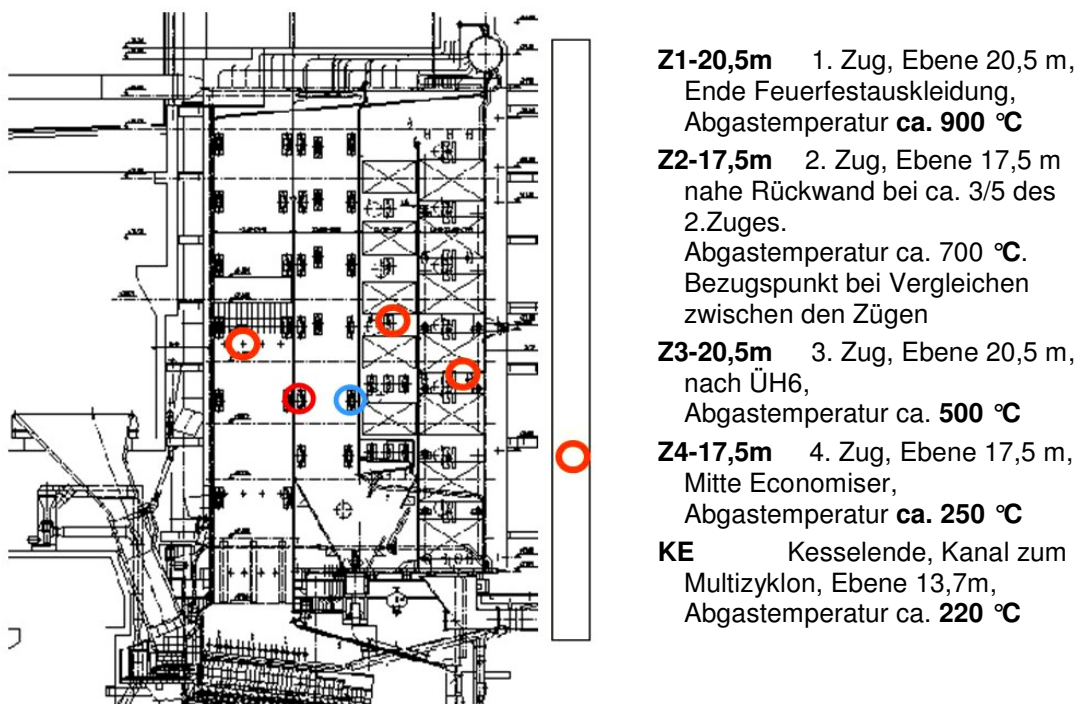 Z1-20,5m 1. Zug, Ebene 20,5 m,
Ende Feuerfestauskleidung,
Abgastemperatur ca. 900 °C
Z2-17,5m 2. Zug, Ebene 17,5 m
nahe Rückwand bei ca. 3/5 des
2.Zuges.
Abgastemperatur ca. 700 °C.
Bezugspunkt bei Vergleichen
zwischen den Zügen
Z3-20,5m 3. Zug, Ebene 20,5 m,
nach ÜH6,
Abgastemperatur ca. 500 °C
Z4-17,5m 4. Zug, Ebene 17,5 m,
Mitte Economiser,
Abgastemperatur ca. 250 °C
KE Kesselende, Kanal zum
Multizyklon, Ebene 13,7m,
Abgastemperatur ca. 220 °C